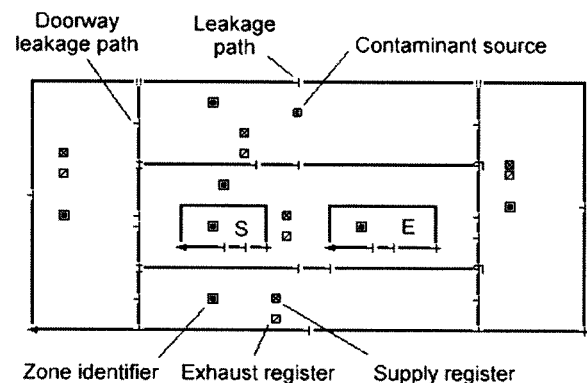 Doorway
leakage path
Leakage
path
Contaminant source
S
E
Zone identifier
Exhaust register
Supply register